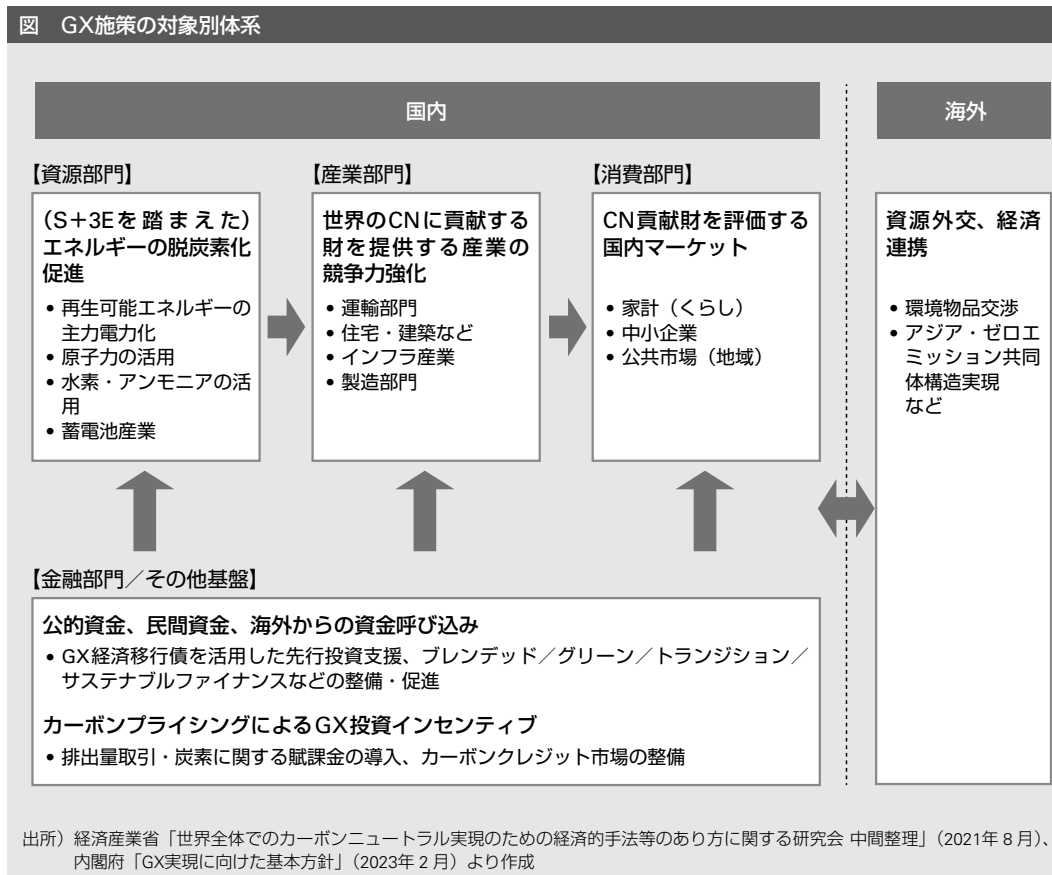 図 GX施策の対象別体系
国内
海外
【資源部門】
(S+3Eを踏まえた)
エネルギーの脱炭素化
促進
• 再生可能エネルギーの
主力電力化
• 原子力の活用
• 水素・アンモニアの活
用
• 蓄電池産業
【産業部門】
世界のCNに貢献する
財を提供する産業の
競争力強化
• 運輸部門
• 住宅・建築など
• インフラ産業
• 製造部門
【消費部門】
CN貢献財を評価する
国内マーケット
• 家計（くらし）
• 中小企業
• 公共市場（地域）
資源外交、経済
連携
• 環境物品交渉
• アジア・ゼロエ
ミッション共同
体構造実現
など
【金融部門／その他基盤】
公的資金、民間資金、海外からの資金呼び込み
• GX経済移行債を活用した先行投資支援、ブレンデッド／グリーン／トランジション／
サステナブルファイナンスなどの整備・促進
カーボンプライシングによるGX投資インセンティブ
• 排出量取引・炭素に関する賦課金の導入、カーボンクレジット市場の整備
出所）経済産業省「世界全体でのカーボンニュートラル実現のための経済的手法等のあり方に関する研究会 中間整理」（2021年8月）、
内閣府「GX実現に向けた基本方針」（2023年2月）より作成